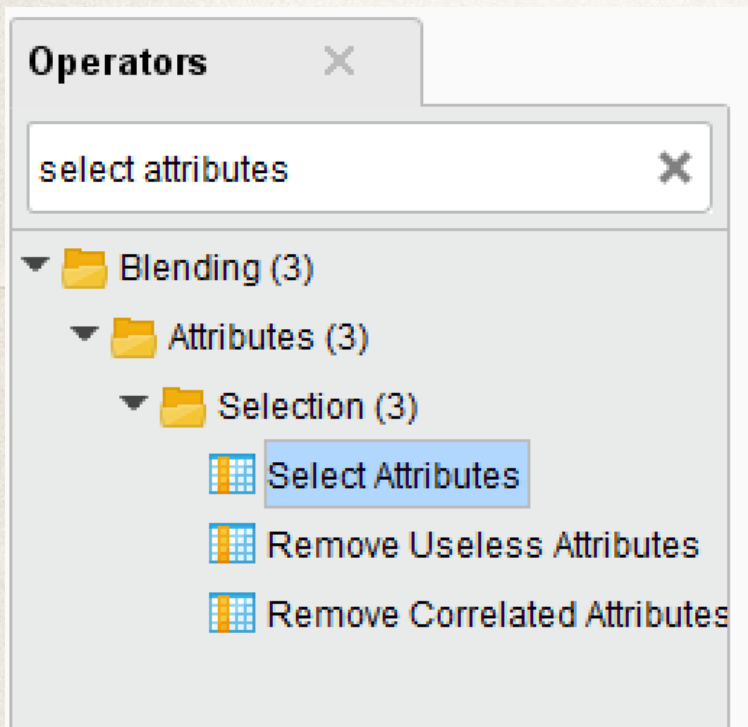 Operators
select attributes
Blending (3)
Attributes (3)
Selection (3)
Select Attributes
Remove Useless Attributes
Remove Correlated Attributes